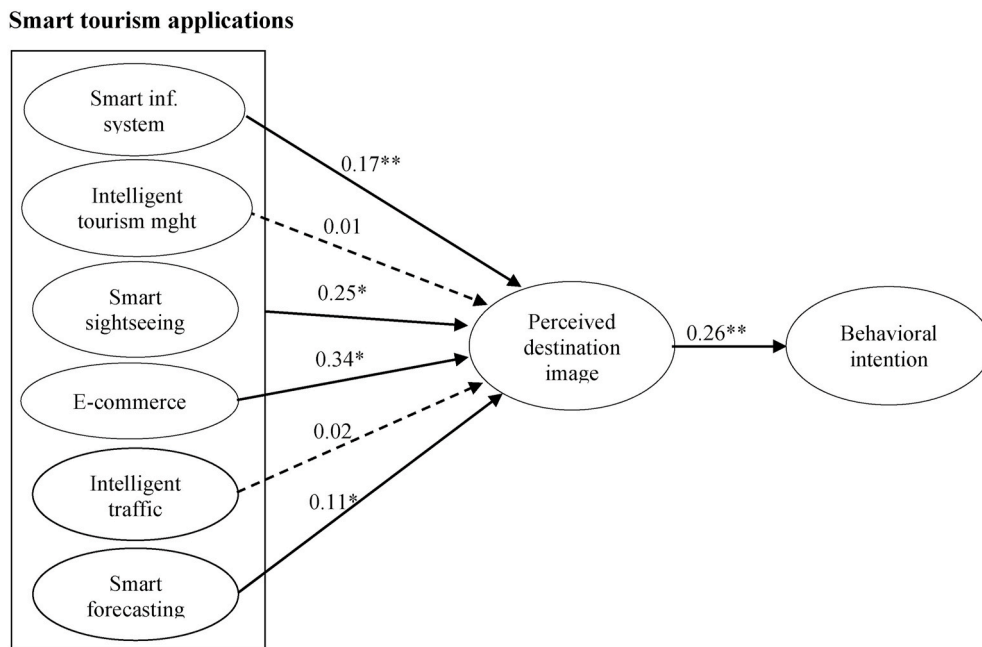 Smart tourism applications
Smart inf.
system
0.17**
Intelligent
tourism mght
0.01
Smart
sightseeing
0.25*
Perceived
destination
image
0.26**
Behavioral
intention
E-commerce
0.34*
0.02
Intelligent
traffic
0.11*
Smart
forecasting